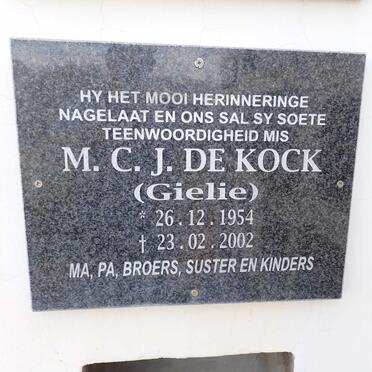 HY HET MOOI HERINNERINGE
NAGELAAT EN ONS SAL SY SOETE
TEENWOORDIGHEID MIS
M. C. J. DE KOCK
(Gielie)
* 26 . 12 . 1954
† 23 . 02 . 2002
MA, PA, BROERS, SUSTER EN KINDERS